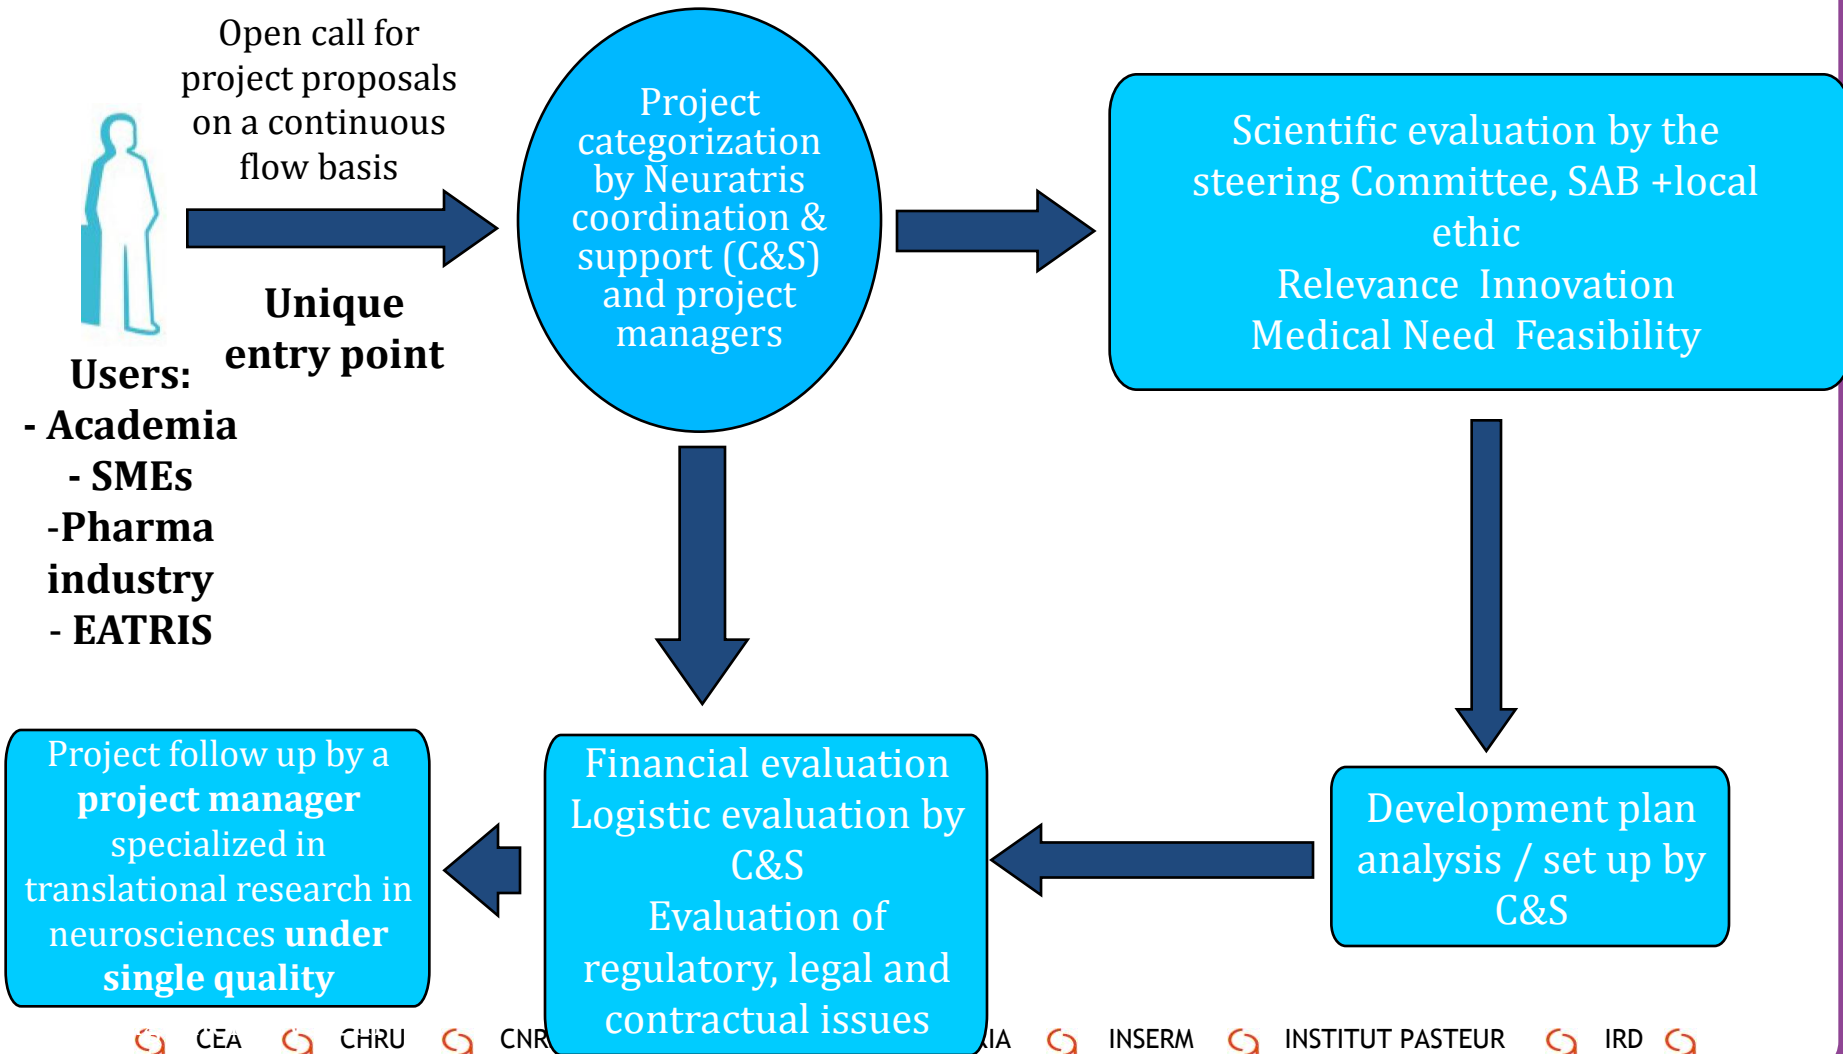 Open call for
project proposals
on a continuous
flow basis
Unique
entry point
Users:
- Academia
- SMEs
-Pharma
industry
- EATRIS
Project
categorization
by Neuratris
coordination &
support (C&S)
and project
managers
Scientific evaluation by the
steering Committee, SAB +local
ethic
Relevance  Innovation
Medical Need  Feasibility
Development plan
analysis / set up by
C&S
Financial evaluation
Logistic evaluation by
C&S
Evaluation of
regulatory, legal and
contractual issues
Project follow up by a
project manager
specialized in
translational research in
neurosciences under
single quality
CEA CHRU INSERM INSTITUT PASTEUR IRD